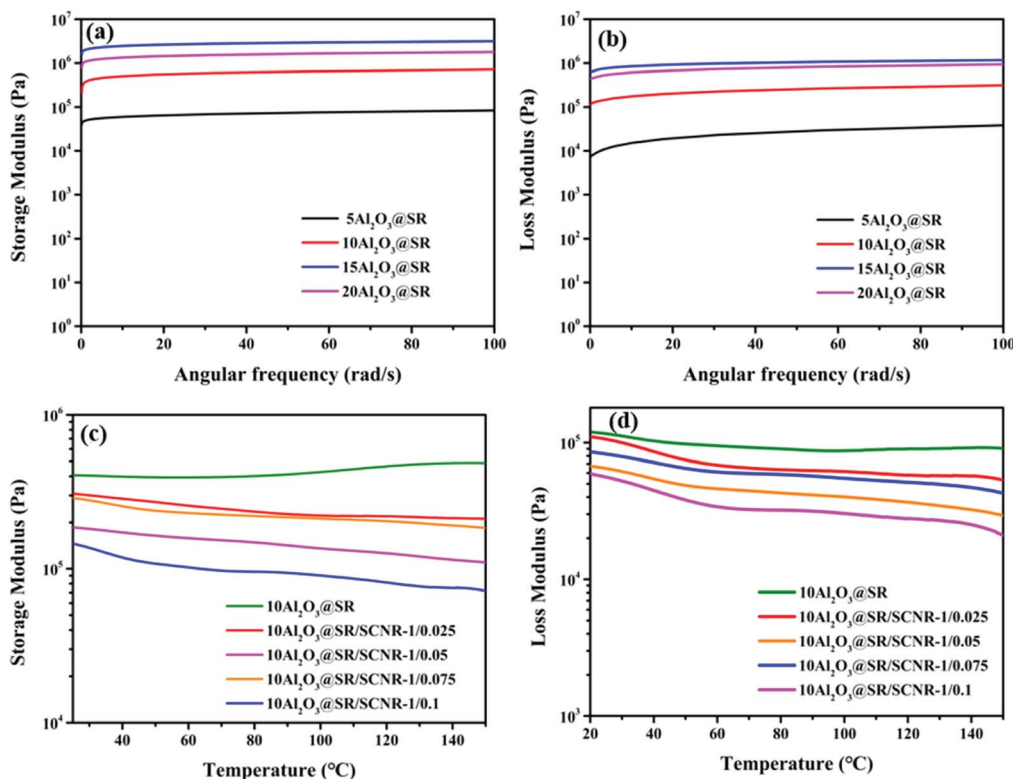 (a)
10⁷
10⁶
10⁵
10⁴
10³
10²
10¹
10⁰
Storage Modulus (Pa)
5Al₂O₃@SR
10Al₂O₃@SR
15Al₂O₃@SR
20Al₂O₃@SR
0 20 40 60 80 100
Angular frequency (rad/s)
(b)
10⁷
10⁶
10⁵
10⁴
10³
10²
10¹
10⁰
Loss Modulus (Pa)
5Al₂O₃@SR
10Al₂O₃@SR
15Al₂O₃@SR
20Al₂O₃@SR
0 20 40 60 80 100
Angular frequency (rad/s)
(c)
10⁶
10⁵
10⁴
Storage Modulus (Pa)
10Al₂O₃@SR
10Al₂O₃@SR/SCNR-1/0.025
10Al₂O₃@SR/SCNR-1/0.05
10Al₂O₃@SR/SCNR-1/0.075
10Al₂O₃@SR/SCNR-1/0.1
40 60 80 100 120 140
Temperature (°C)
(d)
10⁵
10⁴
10³
Loss Modulus (Pa)
10Al₂O₃@SR
10Al₂O₃@SR/SCNR-1/0.025
10Al₂O₃@SR/SCNR-1/0.05
10Al₂O₃@SR/SCNR-1/0.075
10Al₂O₃@SR/SCNR-1/0.1
20 40 60 80 100 120 140
Temperature (°C)